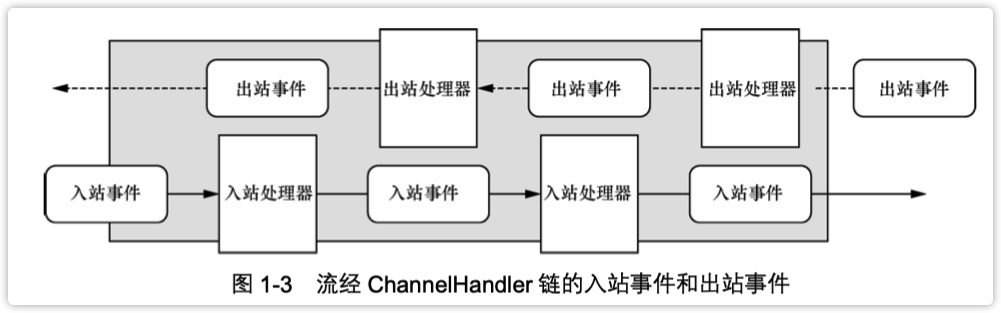 出站事件 出站处理器 出站事件 出站处理器 出站事件
入站事件 入站处理器 入站事件 入站处理器 入站事件
图 1-3 流经 ChannelHandler 链的入站事件和出站事件